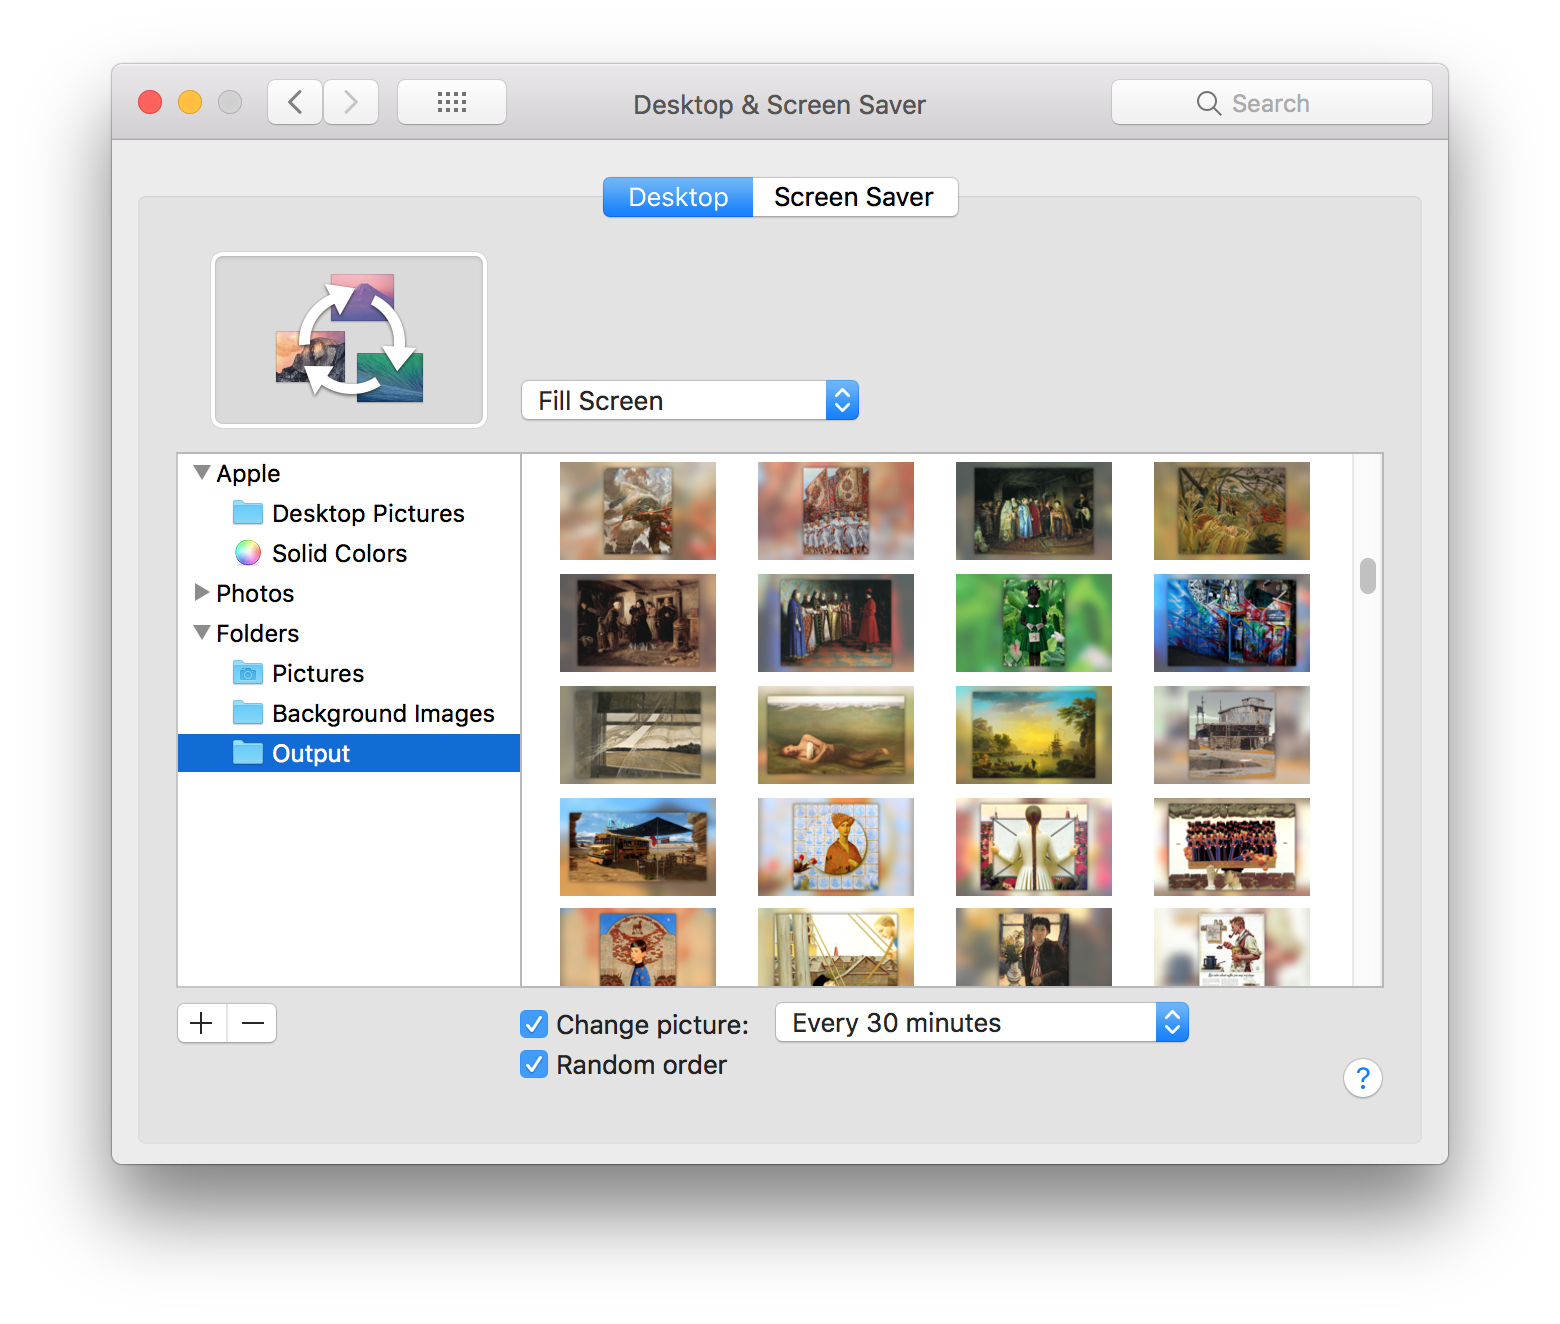 Desktop & Screen Saver
Search
Desktop
Screen Saver
Fill Screen
Apple
Desktop Pictures
Solid Colors
Photos
Folders
Pictures
Background Images
Output
Change picture:
Every 30 minutes
Random order
?